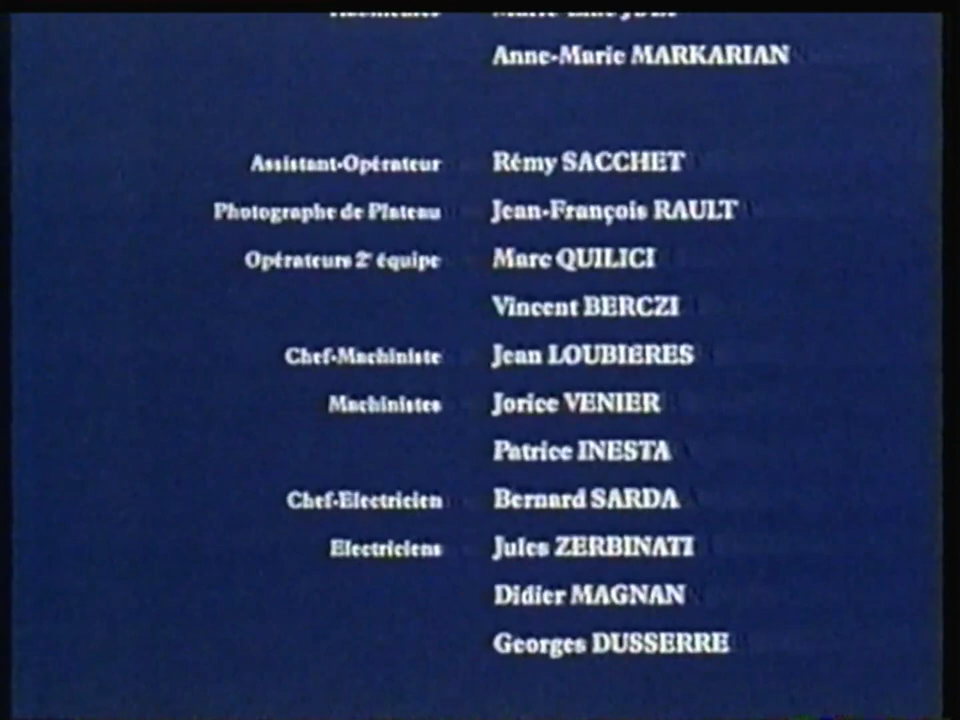 Anne-Marie MARKARIAN
Assistant-Opérateur Rémy SACCHET
Photographe de Plateau Jean-François RAULT
Opérateurs 2e équipe Marc QUILICI
Vincent BERCZI
Chef-Machiniste Jean LOUBIERES
Machinistes Jorice VENIER
Patrice INESTA
Chef-Electricien Bernard SARDA
Electriciens Jules ZERBINATI
Didier MAGNAN
Georges DUSSERRE